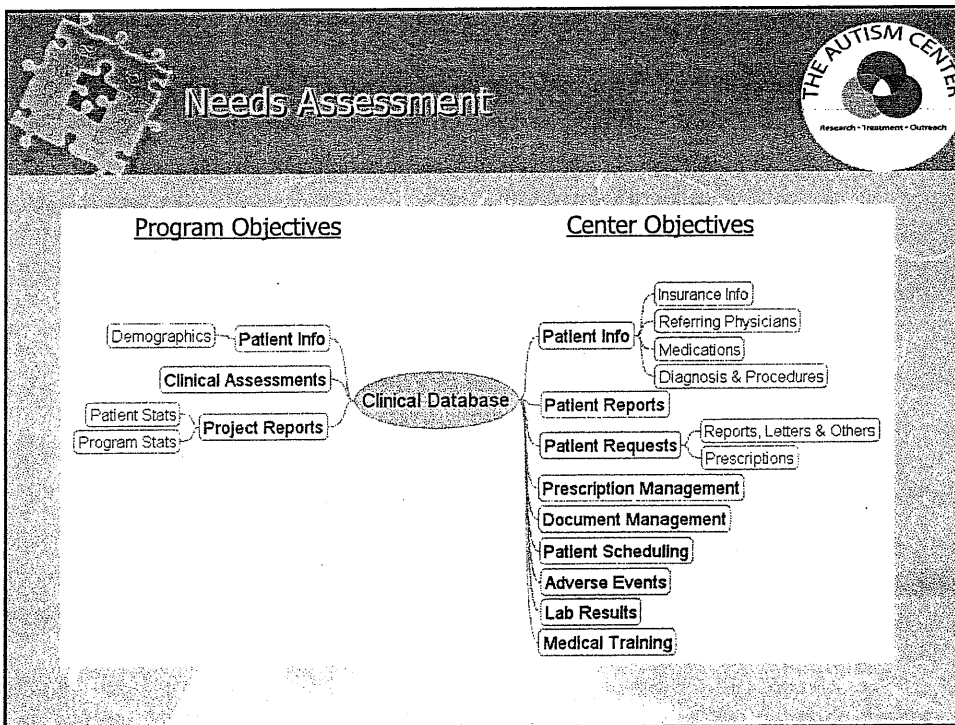 Needs Assessment
THE AUTISM CENTER
Research • Treatment • Outreach
Program Objectives
Demographics
Patient Info
Clinical Assessments
Patient Stats
Program Stats
Project Reports
Clinical Database
Center Objectives
Patient Info
Insurance Info
Referring Physicians
Medications
Diagnosis & Procedures
Patient Reports
Patient Requests
Reports, Letters & Others
Prescriptions
Prescription Management
Document Management
Patient Scheduling
Adverse Events
Lab Results
Medical Training